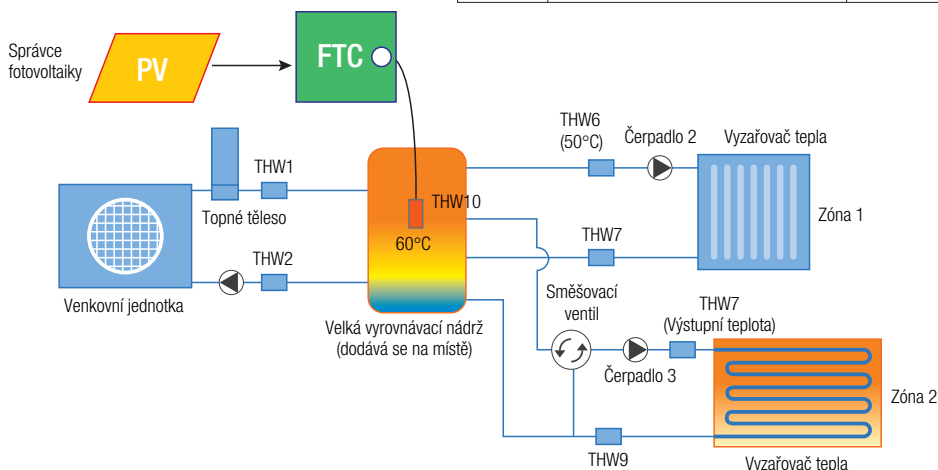 Správce
fotovoltaiky
PV
FTC
THW6
(50°C)
Čerpadlo 2
Vyzařovač tepla
THW1
THW10
Topné těleso
Zóna 1
60°C
THW7
THW2
Venkovní jednotka
Velká vyrovnávací nádrž
(dodává se na místě)
Směšovací
ventil
THW7
(Výstupní teplota)
Čerpadlo 3
Zóna 2
THW9
Vyzařovač tepla